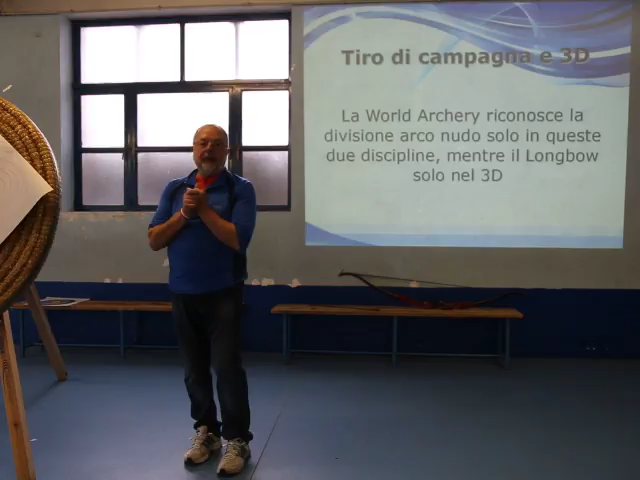 Tiro di campagna e 3D
La World Archery riconosce la
divisione arco nudo solo in queste
due discipline, mentre il Longbow
solo nel 3D